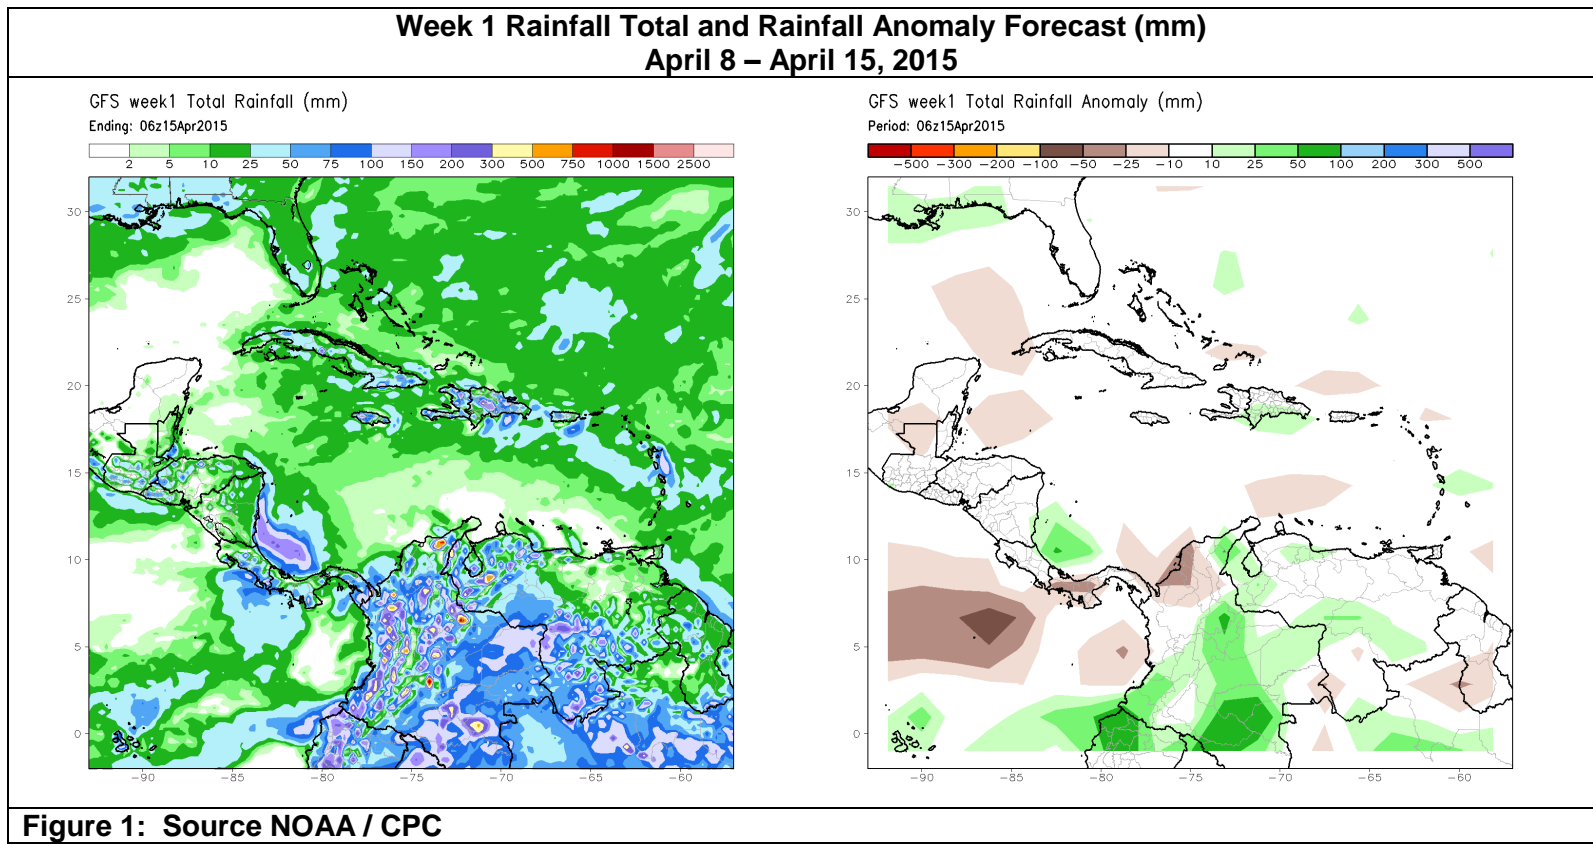 Week 1 Rainfall Total and Rainfall Anomaly Forecast (mm)
April 8 – April 15, 2015
GFS week1 Total Rainfall (mm)
Ending: 06z15Apr2015
2 5 10 25 50 75 100 150 200 300 500 750 1000 1500 2500
30
25
20
15
10
5
0
−90 −85 −80 −75 −70 −65 −60
GFS week1 Total Rainfall Anomaly (mm)
Period: 06z15Apr2015
−500 −300 −200 −100 −50 −25 −10 10 25 50 100 200 300 500
30
25
20
15
10
5
0
−90 −85 −80 −75 −70 −65 −60
Figure 1: Source NOAA / CPC